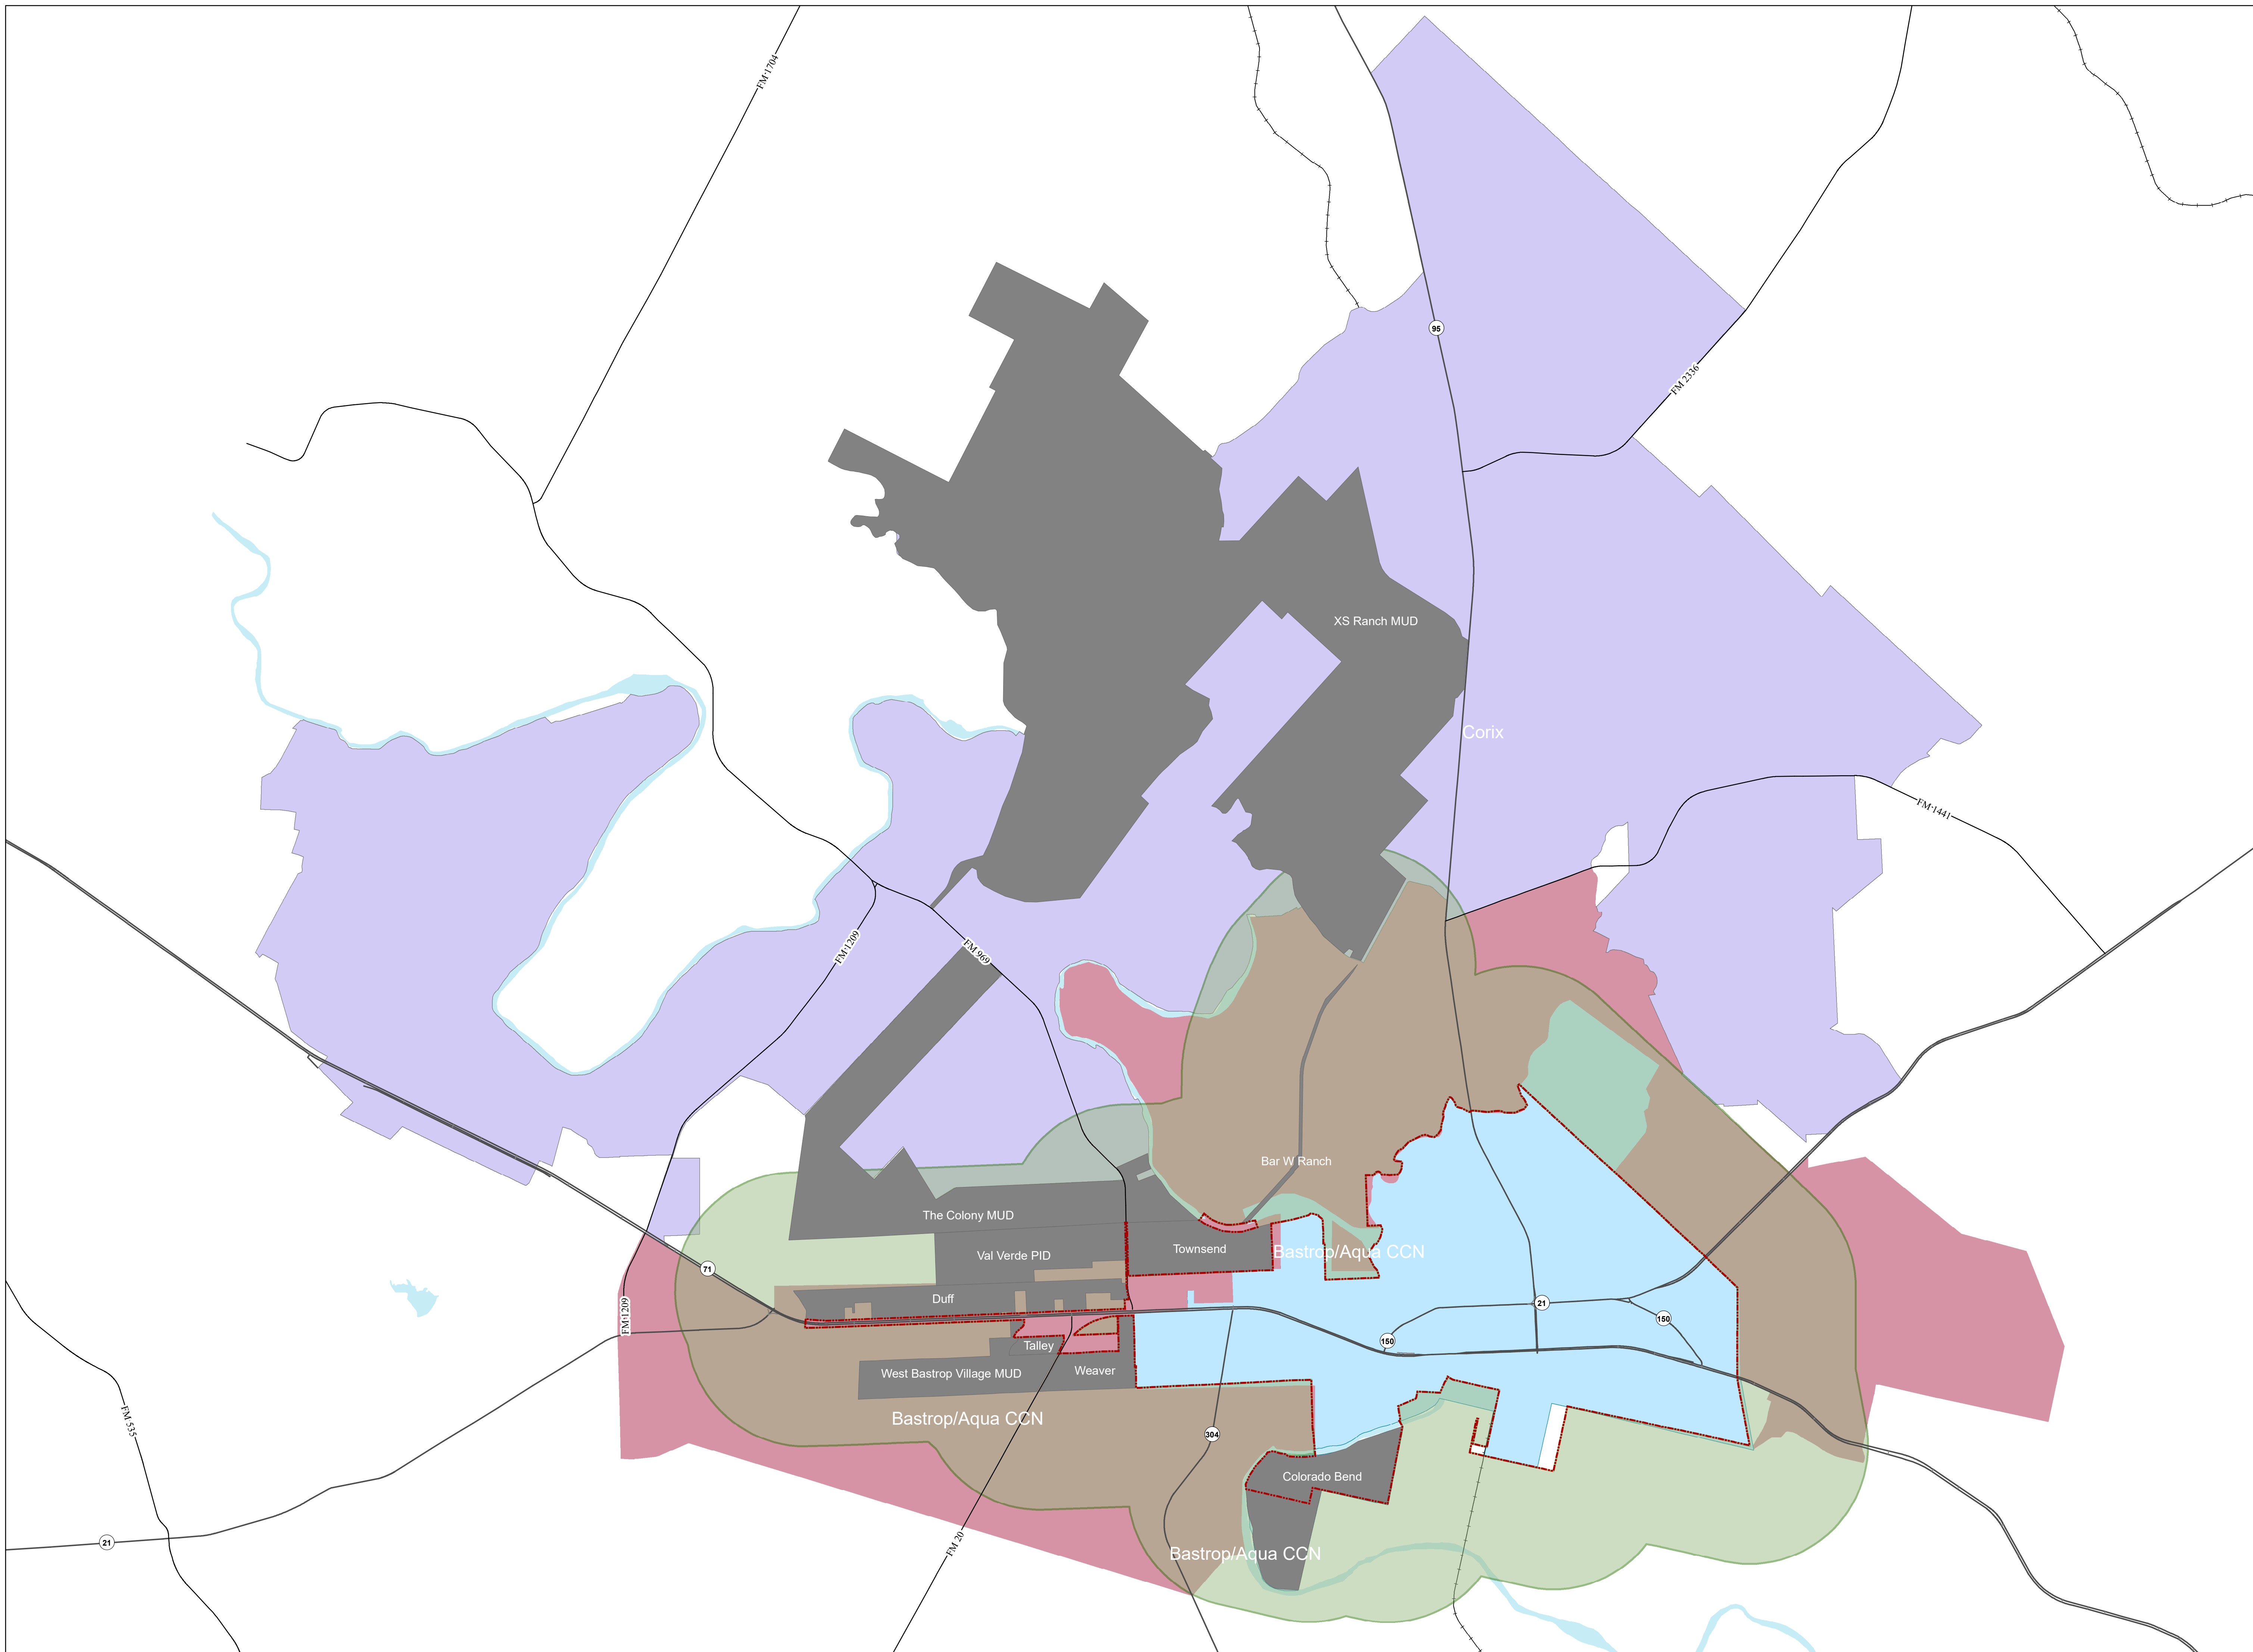 FM 1704
95
FM 2336
XS Ranch MUD
Corix
FM 1441
FM 1209
FM 969
Bar W Ranch
The Colony MUD
Townsend
Bastrop/Aqua CCN
Val Verde PID
71
Duff
FM 1209
21
150
150
Talley
West Bastrop Village MUD
Weaver
Bastrop/Aqua CCN
FM 535
304
Colorado Bend
21
FM 20
Bastrop/Aqua CCN